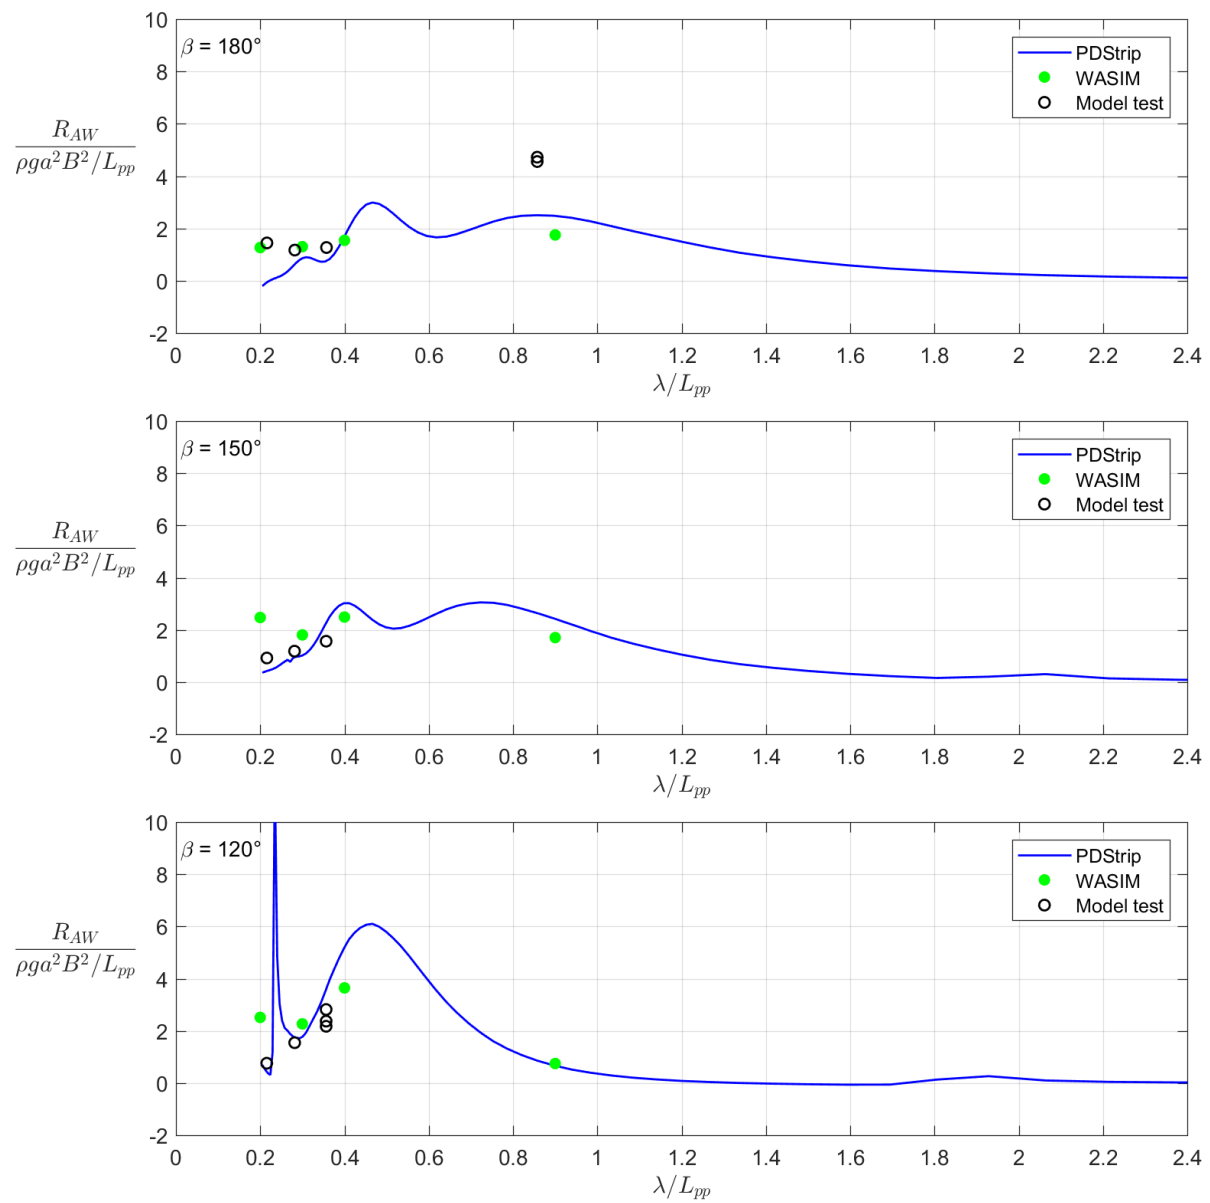 10
8
6
4
2
0
-2
β = 180°
R_AW
ρga²B²/L_pp
PDStrip
WASIM
Model test
0 0.2 0.4 0.6 0.8 1 1.2 1.4 1.6 1.8 2 2.2 2.4
λ/L_pp
10
8
6
4
2
0
-2
β = 150°
R_AW
ρga²B²/L_pp
PDStrip
WASIM
Model test
0 0.2 0.4 0.6 0.8 1 1.2 1.4 1.6 1.8 2 2.2 2.4
λ/L_pp
10
8
6
4
2
0
-2
β = 120°
R_AW
ρga²B²/L_pp
PDStrip
WASIM
Model test
0 0.2 0.4 0.6 0.8 1 1.2 1.4 1.6 1.8 2 2.2 2.4
λ/L_pp